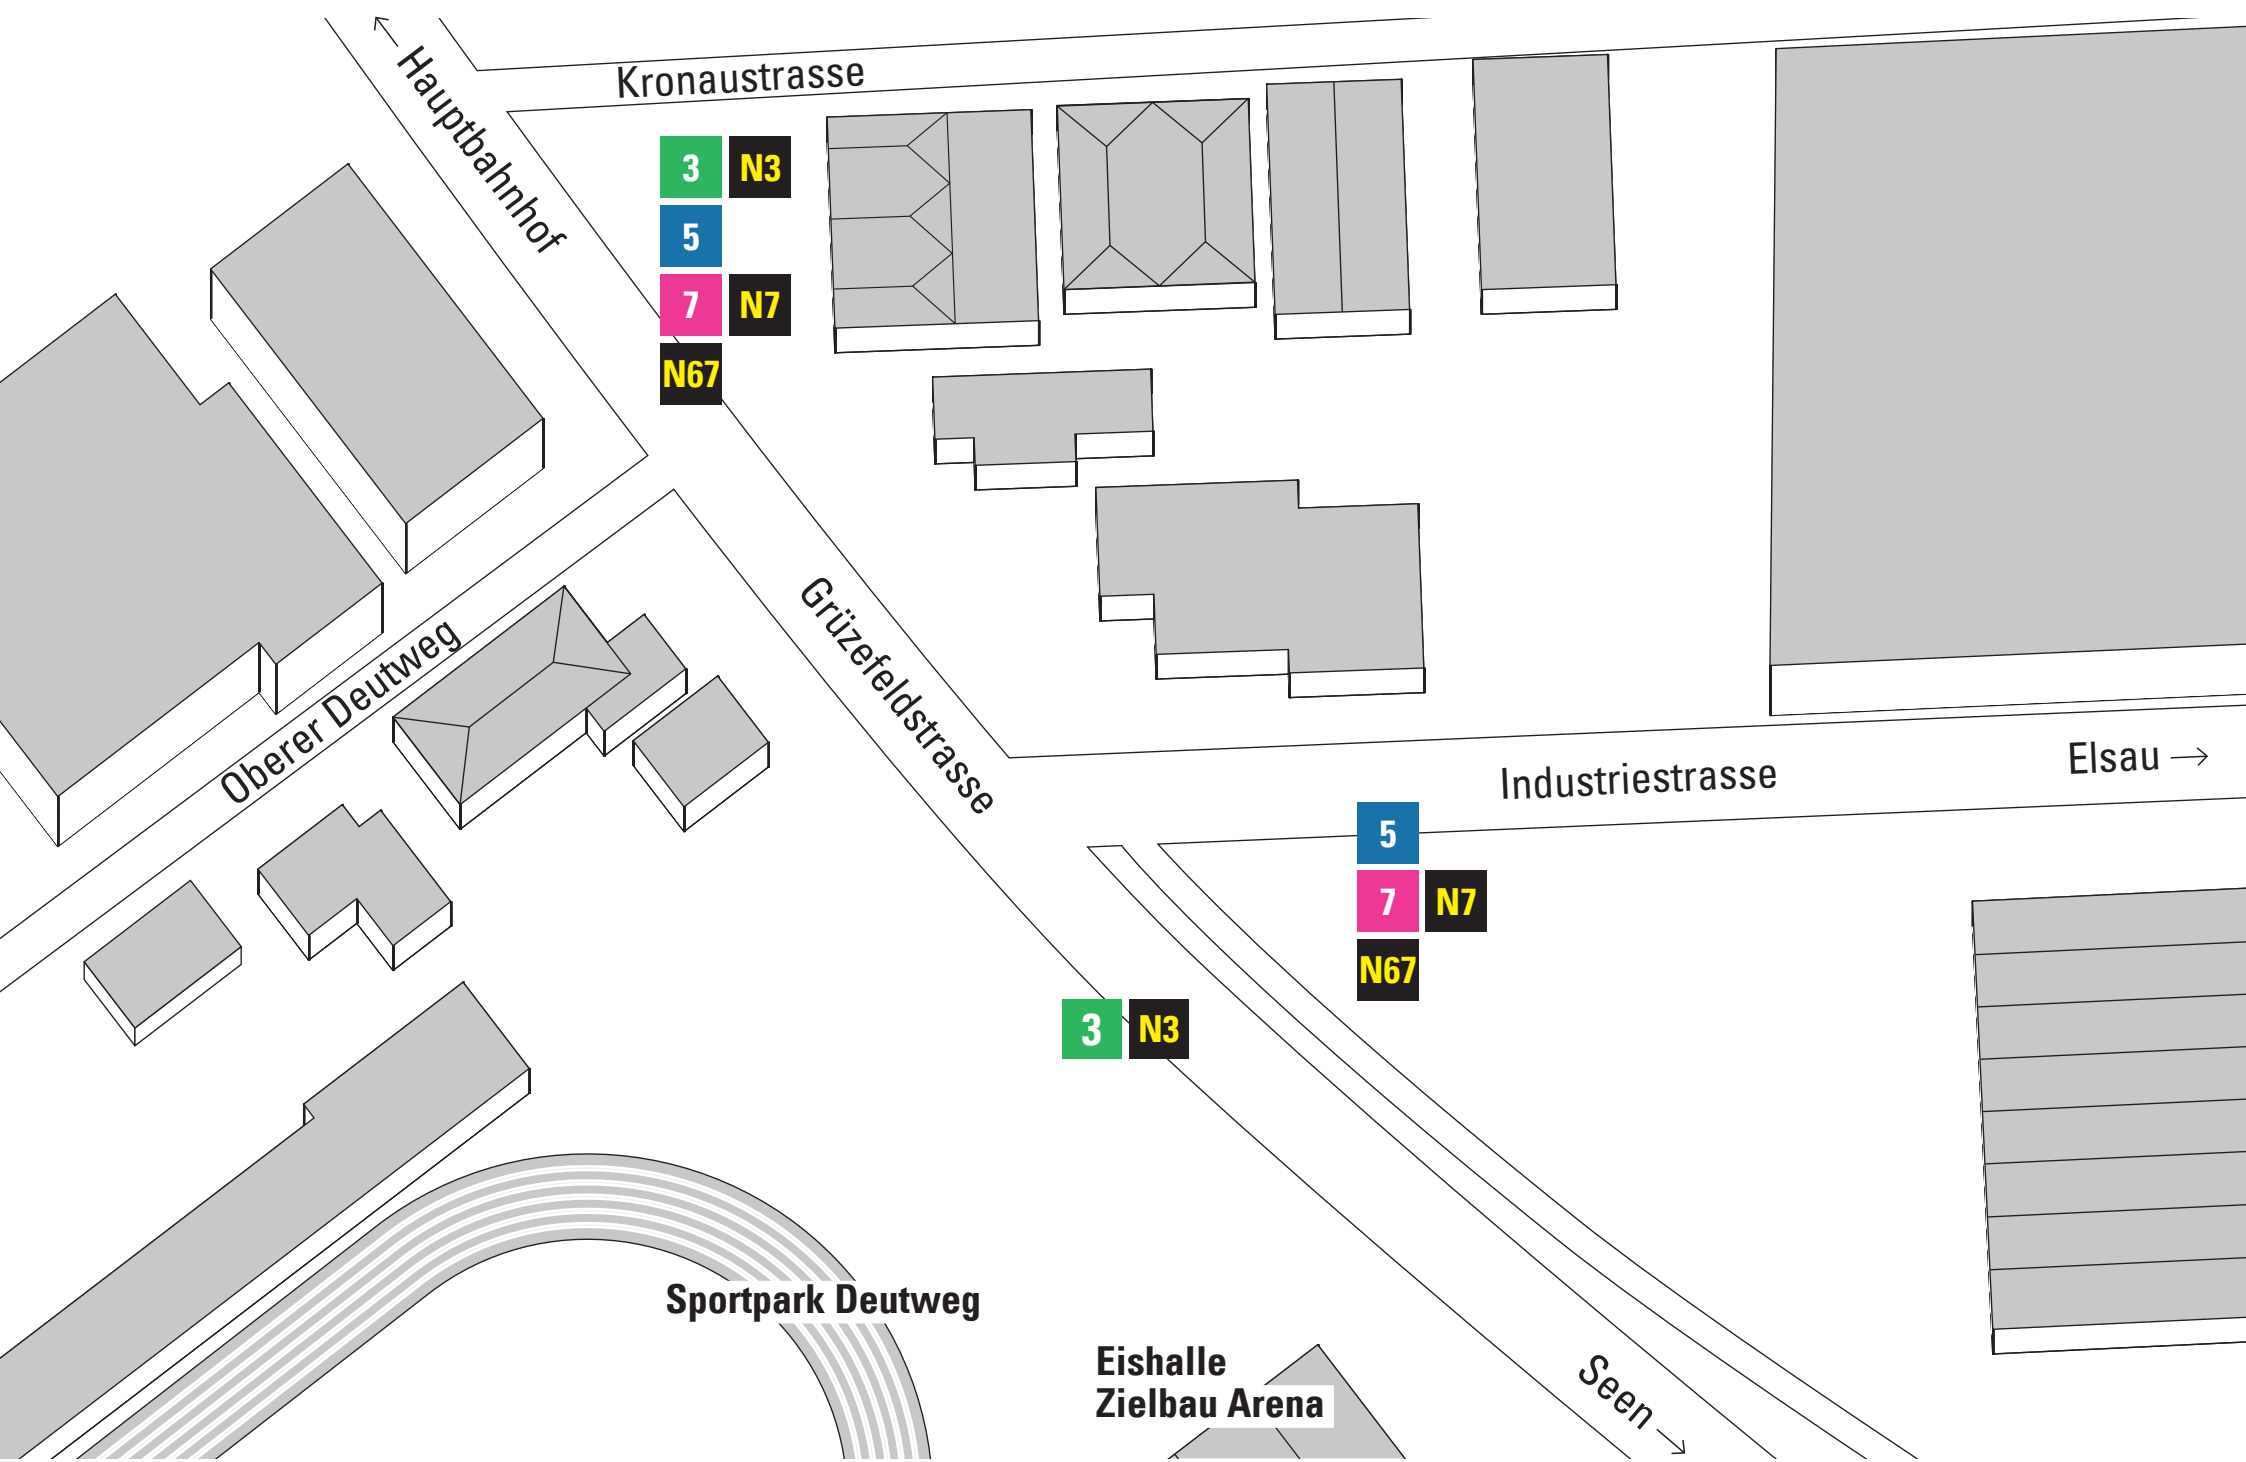 Hauptbahnhof
Kronaustrasse
3 N3
5
7 N7
N67
Grüzefeldstrasse
Oberer Deutweg
Industriestrasse
Elsau
5
7 N7
N67
3 N3
Sportpark Deutweg
Eishalle
Zielbau Arena
Seen